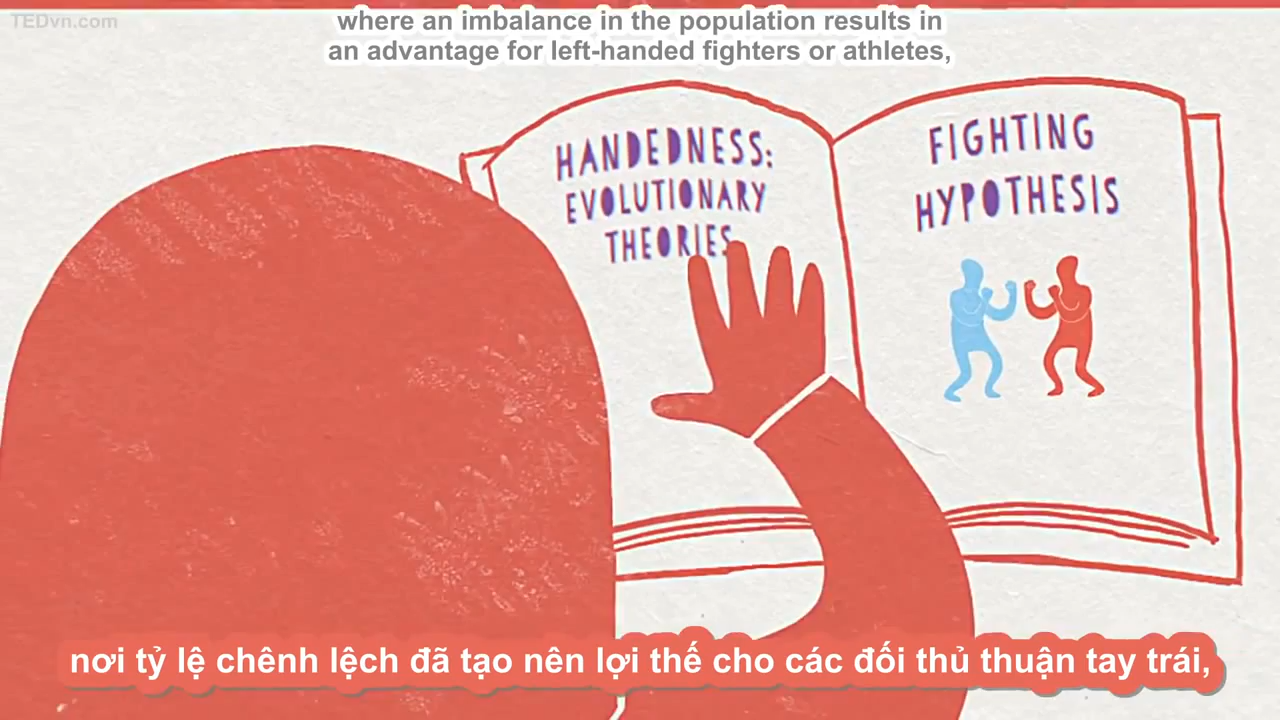 TEDvn.com
where an imbalance in the population results in
an advantage for left-handed fighters or athletes,
HANDEDNESS:
EVOLUTIONARY
THEORIES
FIGHTING
HYPOTHESIS
nơi tỷ lệ chênh lệch đã tạo nên lợi thế cho các đối thủ thuận tay trái,